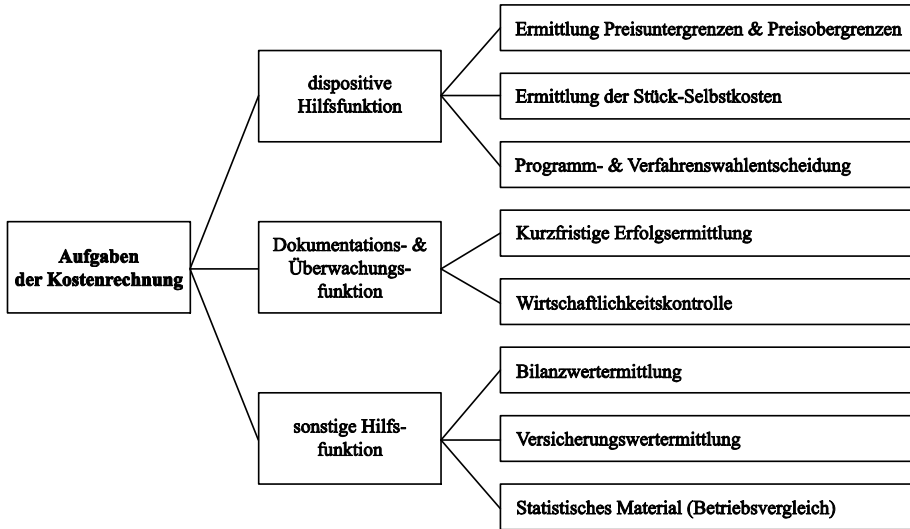 Aufgaben
der Kostenrechnung
dispositive
Hilfsfunktion
Ermittlung Preisuntergrenzen & Preisobergrenzen
Ermittlung der Stück-Selbstkosten
Programm- & Verfahrenswahlentscheidung
Dokumentations- &
Überwachungs-
funktion
Kurzfristige Erfolgsermittlung
Wirtschaftlichkeitskontrolle
sonstige Hilfs-
funktion
Bilanzwertermittlung
Versicherungswertermittlung
Statistisches Material (Betriebsvergleich)